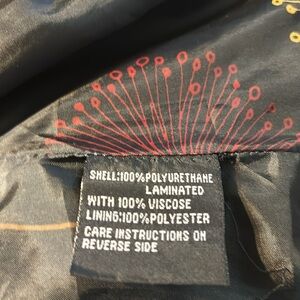 SHELL:100%POLYURETHANE
LAMINATED
WITH 100% VISCOSE
LINING:100%POLYESTER
CARE INSTRUCTIONS ON
REVERSE SIDE